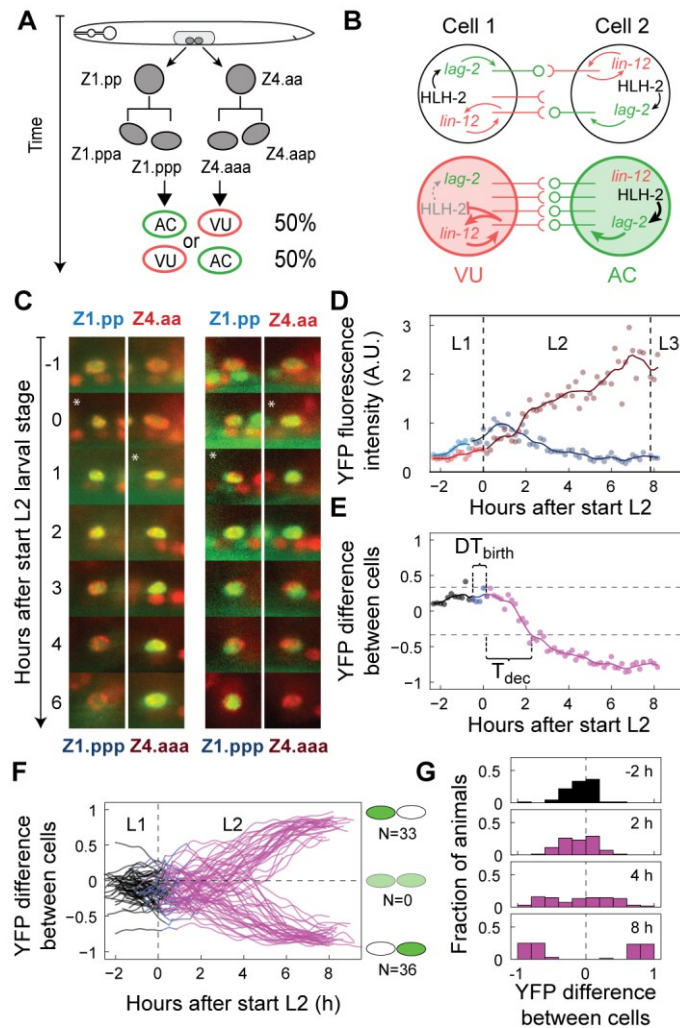 A
Time
Z1.pp
Z4.aa
Z1.ppa
Z1.ppp
Z4.aaa
Z4.aap
AC
VU
50%
or
VU
AC
50%
B
Cell 1
Cell 2
lag-2
lin-12
HLH-2
HLH-2
lin-12
lag-2
lag-2
lin-12
HLH-2
HLH-2
lin-12
lag-2
VU
AC
C
Z1.pp Z4.aa
Z1.pp Z4.aa
Hours after start L2 larval stage
-1
0
*
*
1
*
*
2
3
4
6
Z1.ppp Z4.aaa
Z1.ppp Z4.aaa
D
YFP fluorescence
intensity (A.U.)
3
2
1
0
L1
L2
L3
−2 0 2 4 6 8
Hours after start L2
E
YFP difference
between cells
1
0.5
0
−0.5
−1
DTbirth
Tdec
−2 0 2 4 6 8
Hours after start L2
F
YFP difference
between cells
1
0.5
0
-0.5
-1
L1
L2
-2 0 2 4 6 8 10
Hours after start L2 (h)
N=33
N=0
N=36
G
Fraction of animals
0.5
0
-2 h
0.5
0
2 h
0.5
0
4 h
0.5
0
8 h
-1 0 1
YFP difference
between cells